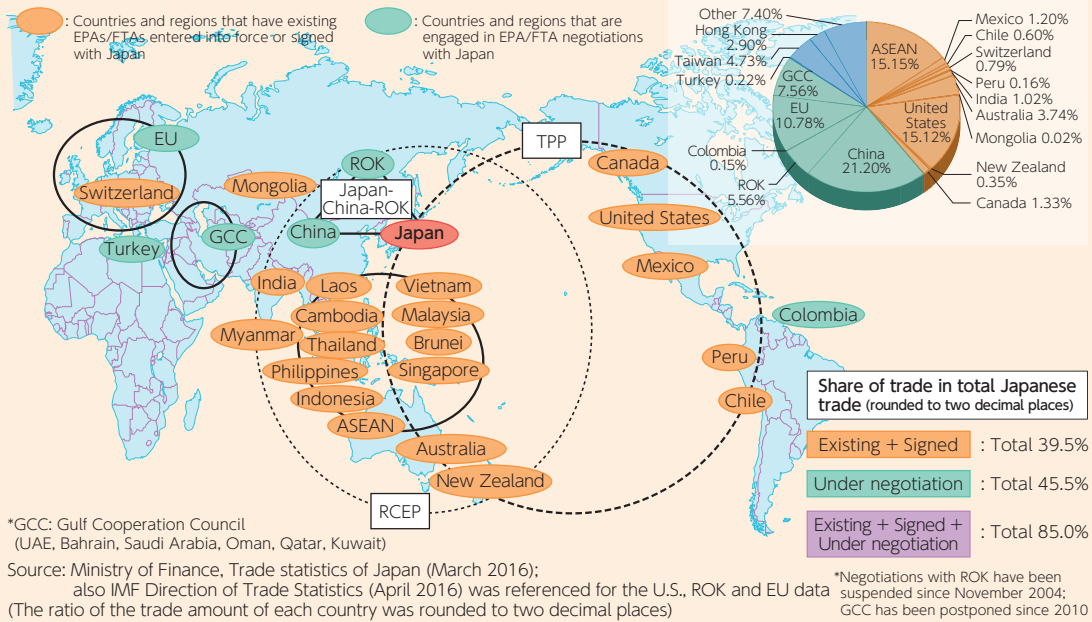 : Countries and regions that have existing
EPAs/FTAs entered into force or signed
with Japan
: Countries and regions that are
engaged in EPA/FTA negotiations
with Japan
Other 7.40%
Hong Kong
2.90%
Taiwan 4.73%
Turkey 0.22%
GCC
7.56%
EU
10.78%
Colombia
0.15%
ROK
5.56%
China
21.20%
ASEAN
15.15%
United
States
15.12%
Mexico 1.20%
Chile 0.60%
Switzerland
0.79%
Peru 0.16%
India 1.02%
Australia 3.74%
Mongolia 0.02%
New Zealand
0.35%
Canada 1.33%
EU
Switzerland
Turkey
GCC
Mongolia
ROK
Japan-
China-ROK
China
Japan
TPP
Canada
United States
Mexico
Colombia
Peru
Chile
India
Laos
Vietnam
Cambodia
Malaysia
Myanmar
Thailand
Brunei
Philippines
Singapore
Indonesia
ASEAN
Australia
New Zealand
RCEP
Share of trade in total Japanese
trade (rounded to two decimal places)
Existing + Signed : Total 39.5%
Under negotiation : Total 45.5%
Existing + Signed +
Under negotiation : Total 85.0%
*GCC: Gulf Cooperation Council
(UAE, Bahrain, Saudi Arabia, Oman, Qatar, Kuwait)
Source: Ministry of Finance, Trade statistics of Japan (March 2016);
also IMF Direction of Trade Statistics (April 2016) was referenced for the U.S., ROK and EU data
(The ratio of the trade amount of each country was rounded to two decimal places)
*Negotiations with ROK have been
suspended since November 2004;
GCC has been postponed since 2010